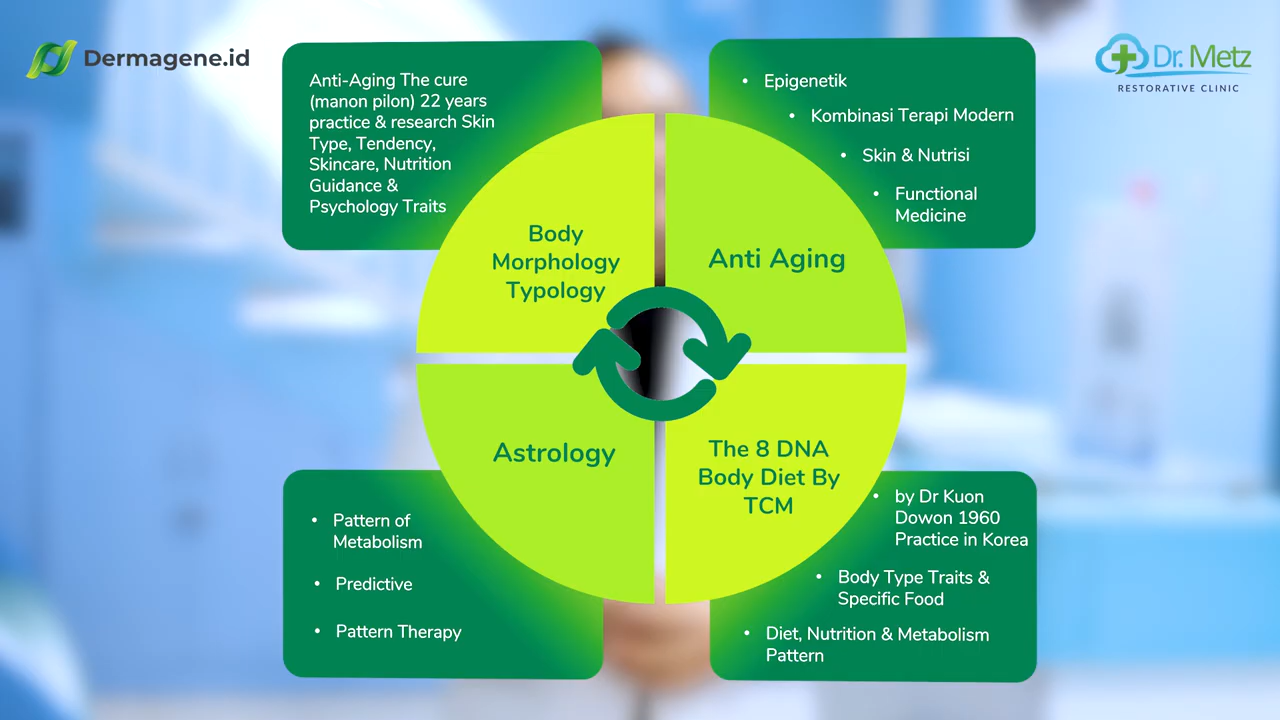 Dermagene.id
Dr. Metz
RESTORATIVE CLINIC
Anti-Aging The cure
(manon pilon) 22 years
practice & research Skin
Type, Tendency,
Skincare, Nutrition
Guidance &
Psychology Traits
Body
Morphology
Typology
• Epigenetik
• Kombinasi Terapi Modern
• Skin & Nutrisi
• Functional
Medicine
Anti Aging
Astrology
• Pattern of
Metabolism
• Predictive
• Pattern Therapy
The 8 DNA
Body Diet By
TCM
• by Dr Kuon
Dowon 1960
Practice in Korea
• Body Type Traits &
Specific Food
• Diet, Nutrition & Metabolism
Pattern